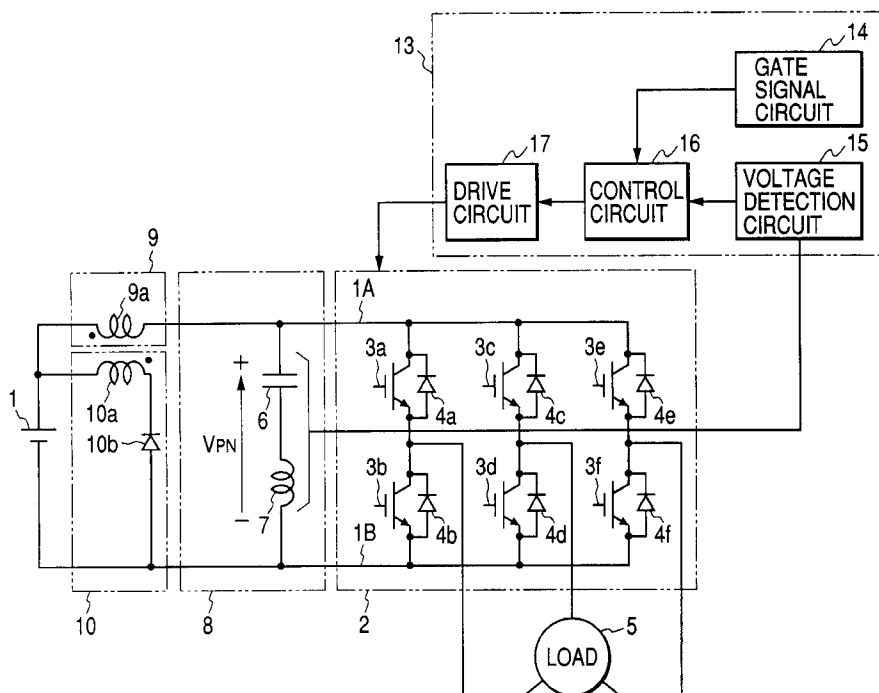 13
14
GATE
SIGNAL
CIRCUIT
17
16
15
DRIVE
CIRCUIT
CONTROL
CIRCUIT
VOLTAGE
DETECTION
CIRCUIT
9
9a
1A
10a
10b
1
+
VPN
−
6
7
3a
4a
3c
4c
3e
4e
3b
4b
3d
4d
3f
4f
1B
10
8
2
5
LOAD